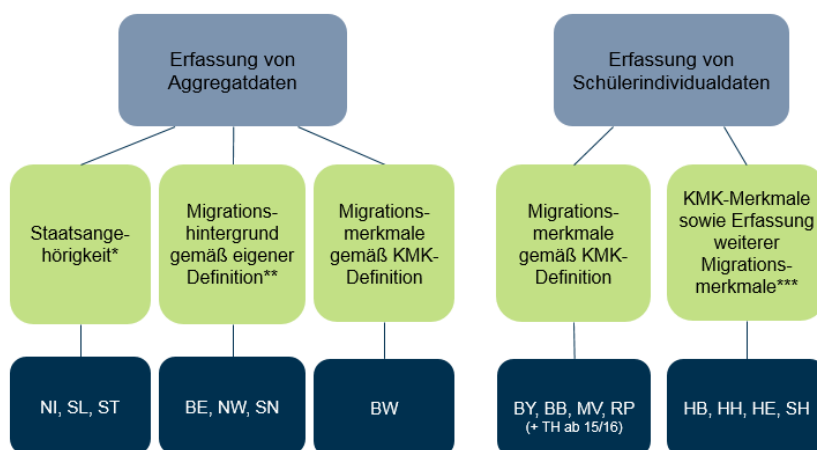 Erfassung von
Aggregatdaten
Erfassung von
Schülerindividualdaten
Staatsange-
hörigkeit*
Migrations-
hintergrund
gemäß eigener
Definition**
Migrations-
merkmale
gemäß KMK-
Definition
Migrations-
merkmale
gemäß KMK-
Definition
KMK-Merkmale
sowie Erfassung
weiterer
Migrations-
merkmale***
NI, SL, ST
BE, NW, SN
BW
BY, BB, MV, RP
(+ TH ab 15/16)
HB, HH, HE, SH